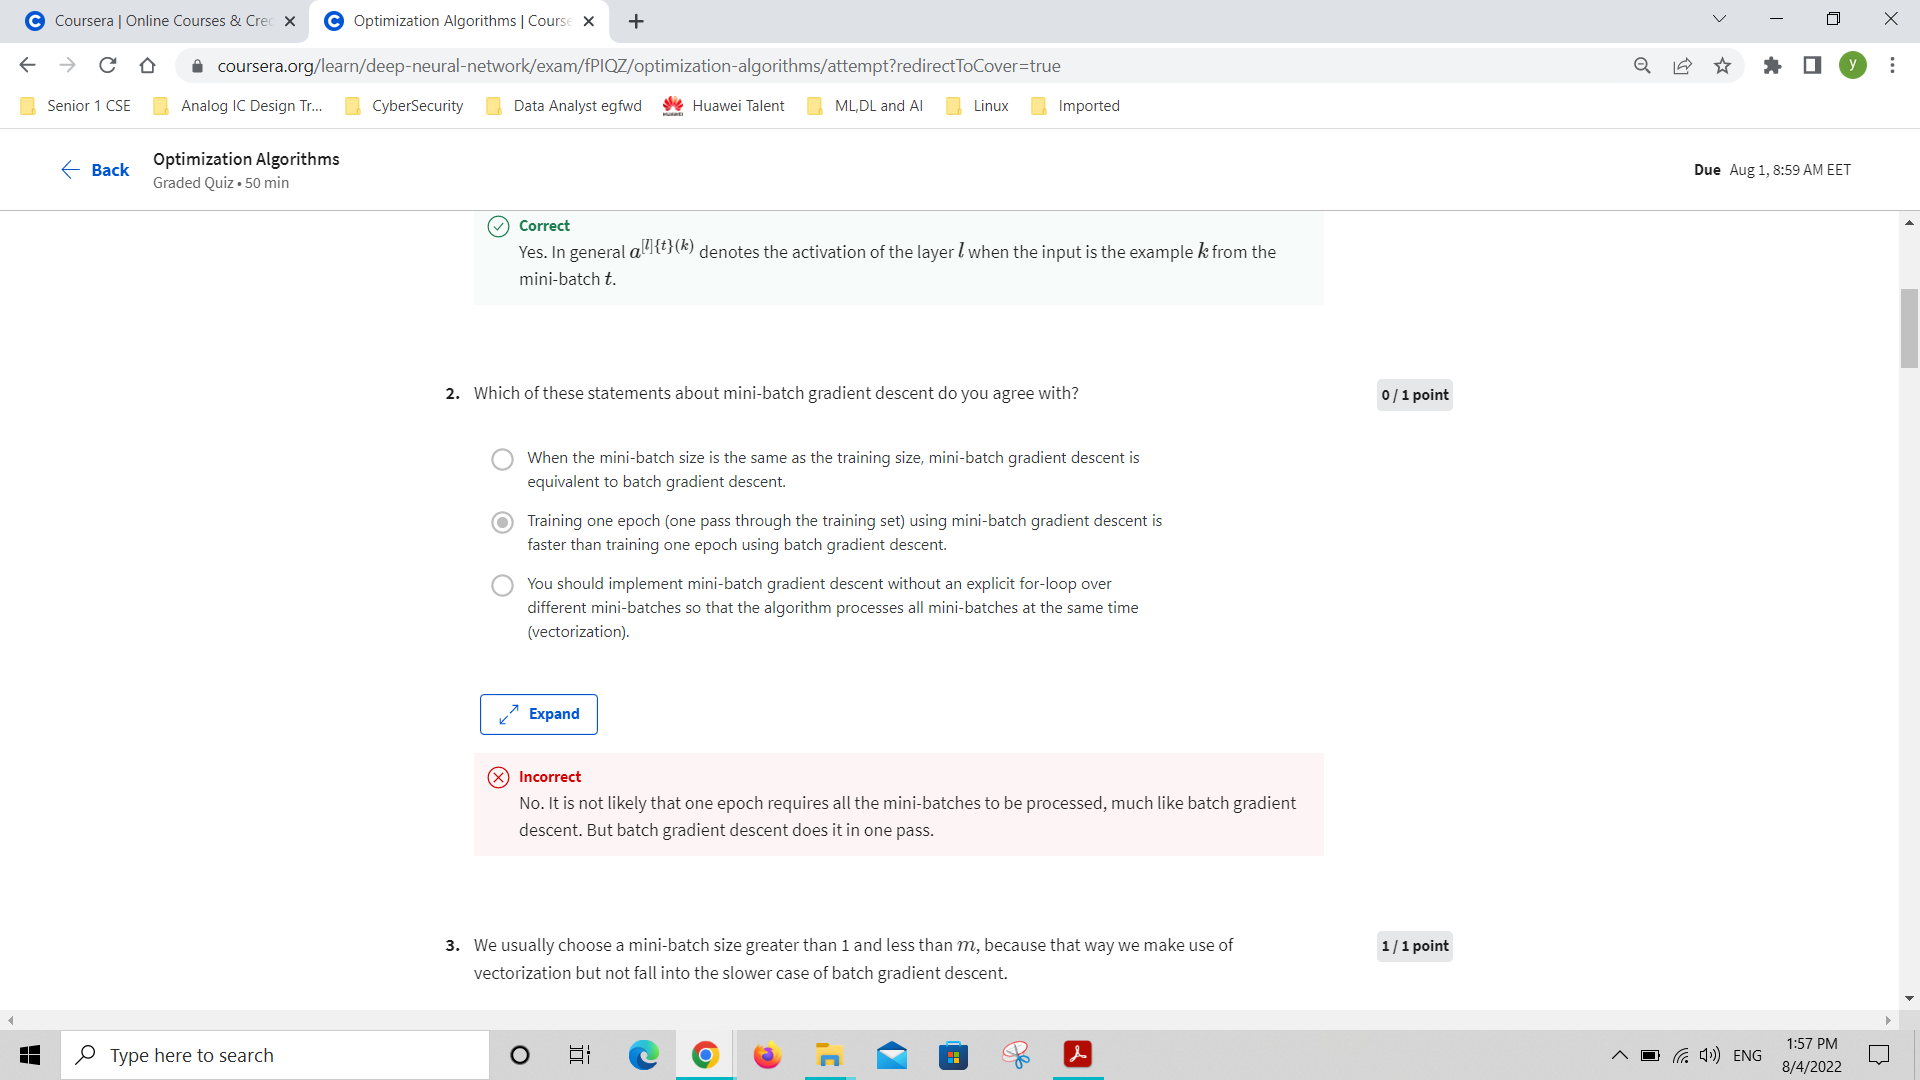 Coursera | Online Courses & Cre
Optimization Algorithms | Cours
coursera.org/learn/deep-neural-network/exam/fPIQZ/optimization-algorithms/attempt?redirectToCover=true
y
Senior 1 CSE
Analog IC Design Tr...
CyberSecurity
Data Analyst egfwd
Huawei Talent
ML,DL and AI
Linux
Imported
Back
Optimization Algorithms
Graded Quiz • 50 min
Due Aug 1, 8:59 AM EET
Correct
Yes. In general a[l]{t}(k) denotes the activation of the layer l when the input is the example k from the
mini-batch t.
2. Which of these statements about mini-batch gradient descent do you agree with?
0 / 1 point
When the mini-batch size is the same as the training size, mini-batch gradient descent is
equivalent to batch gradient descent.
Training one epoch (one pass through the training set) using mini-batch gradient descent is
faster than training one epoch using batch gradient descent.
You should implement mini-batch gradient descent without an explicit for-loop over
different mini-batches so that the algorithm processes all mini-batches at the same time
(vectorization).
Expand
Incorrect
No. It is not likely that one epoch requires all the mini-batches to be processed, much like batch gradient
descent. But batch gradient descent does it in one pass.
3. We usually choose a mini-batch size greater than 1 and less than m, because that way we make use of
vectorization but not fall into the slower case of batch gradient descent.
1 / 1 point
Type here to search
ENG
1:57 PM
8/4/2022